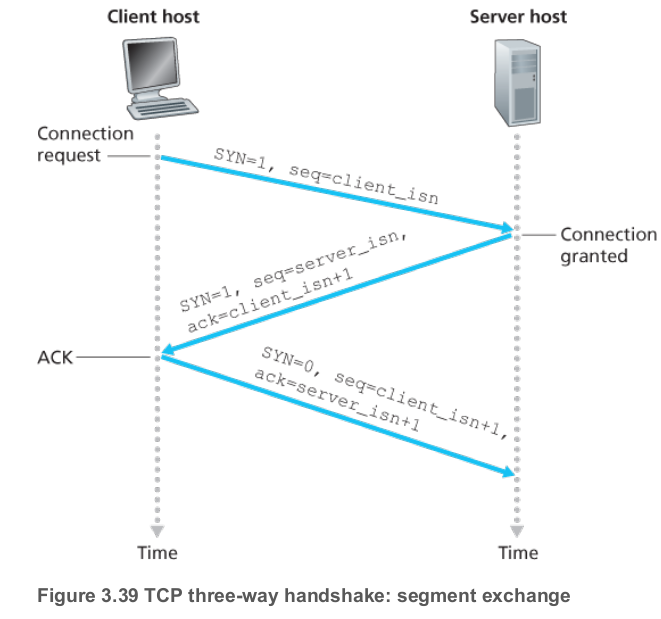 Client host
Server host
Connection
request
SYN=1, seq=client_isn
Connection
granted
SYN=1, seq=server_isn,
ack=client_isn+1
ACK
SYN=0, seq=client_isn+1,
ack=server_isn+1
Time
Time
Figure 3.39 TCP three-way handshake: segment exchange